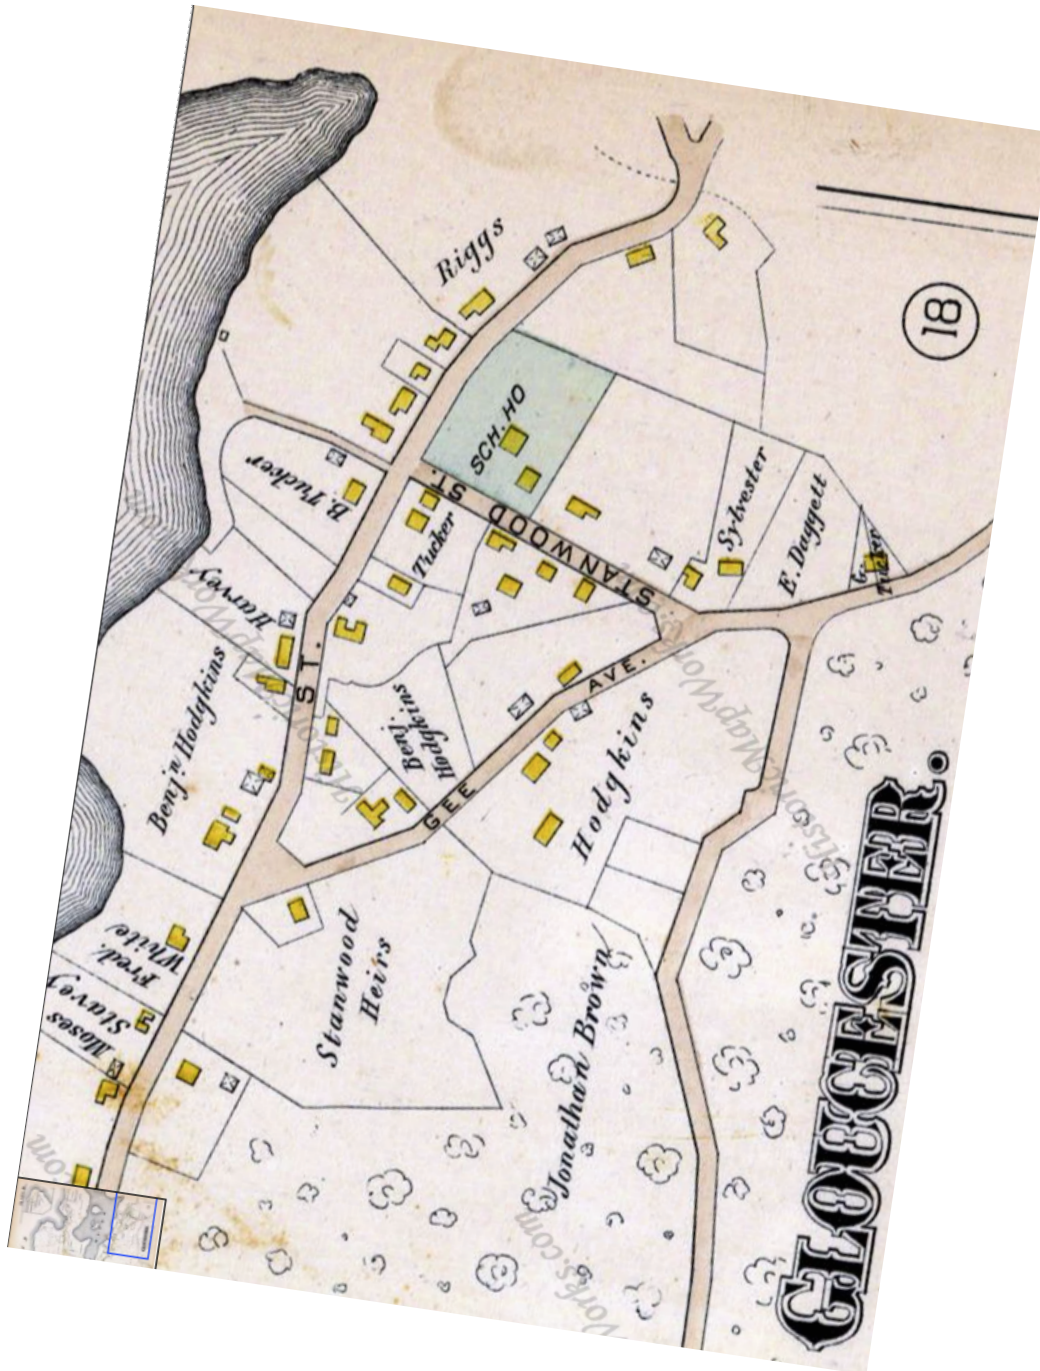 Riggs
18
SCH. HO
B. Tucker
ST.
STANWOOD
Tucker
Sylvester
E. Daggett
G.
Tucker
Harvey
ST.
Benj'n Hodgkins
Benj.
Hodgkins
AVE.
GEE
Hodgkins
Fred.
White
Moses
Stanwood
Heirs
Jonathan Brown
GLOUCESTER.